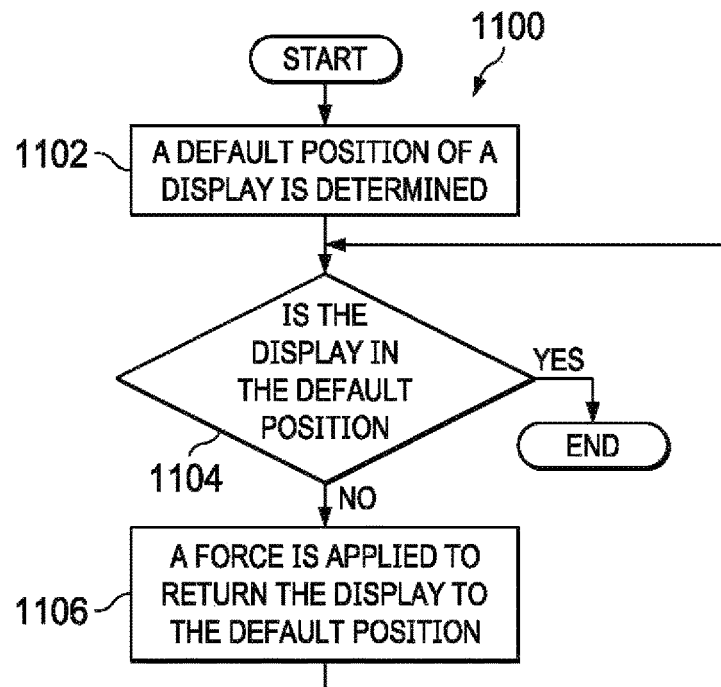 1100
START
1102
A DEFAULT POSITION OF A
DISPLAY IS DETERMINED
IS THE
DISPLAY IN
THE DEFAULT
POSITION
YES
END
1104
NO
1106
A FORCE IS APPLIED TO
RETURN THE DISPLAY TO
THE DEFAULT POSITION